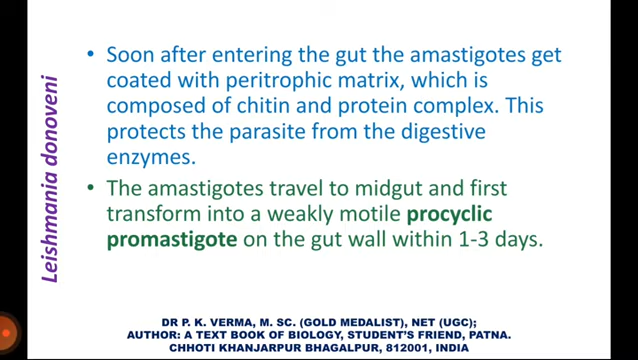 Leishmania donoveni
• Soon after entering the gut the amastigotes get
coated with peritrophic matrix, which is
composed of chitin and protein complex. This
protects the parasite from the digestive
enzymes.
• The amastigotes travel to midgut and first
transform into a weakly motile procyclic
promastigote on the gut wall within 1-3 days.
DR P. K. VERMA, M. SC. (GOLD MEDALIST), NET (UGC);
AUTHOR: A TEXT BOOK OF BIOLOGY, STUDENT'S FRIEND, PATNA.
CHHOTI KHANJARPUR BHAGALPUR, 812001, INDIA